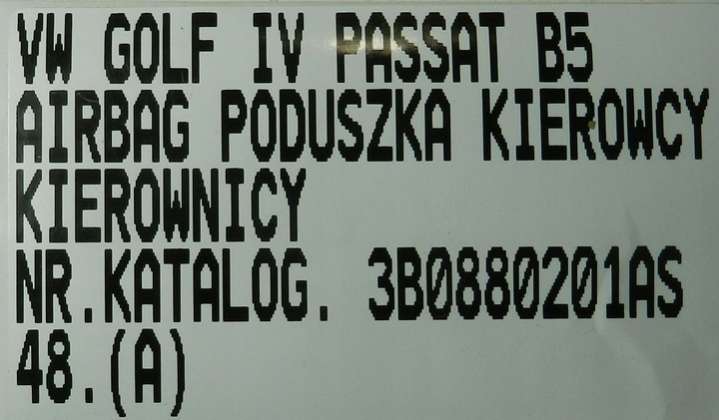 VW GOLF IV PASSAT B5
AIRBAG PODUSZKA KIEROWCY
KIEROWNICY
NR.KATALOG. 3B0880201AS
48.(A)